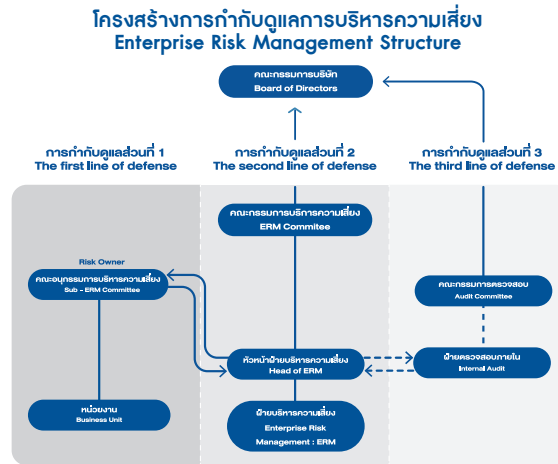 โครงสร้างการกำกับดูแลการบริหารความเสี่ยง
Enterprise Risk Management Structure
คณะกรรมการบริษัท
Board of Directors
การกำกับดูแลส่วนที่ 1
The first line of defense
การกำกับดูแลส่วนที่ 2
The second line of defense
การกำกับดูแลส่วนที่ 3
The third line of defense
คณะกรรมการบริหารความเสี่ยง
ERM Commitee
Risk Owner
คณะอนุกรรมการบริหารความเสี่ยง
Sub - ERM Committee
คณะกรรมการตรวจสอบ
Audit Committee
หัวหน้าฝ่ายบริหารความเสี่ยง
Head of ERM
ฝ่ายตรวจสอบภายใน
Internal Audit
หน่วยงาน
Business Unit
ฝ่ายบริหารความเสี่ยง
Enterprise Risk
Management : ERM